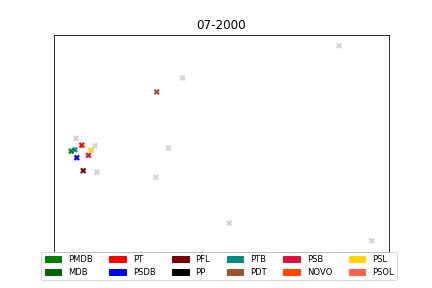 07-2000
PMDB PT PFL PTB PSB PSL
MDB PSDB PP PDT NOVO PSOL